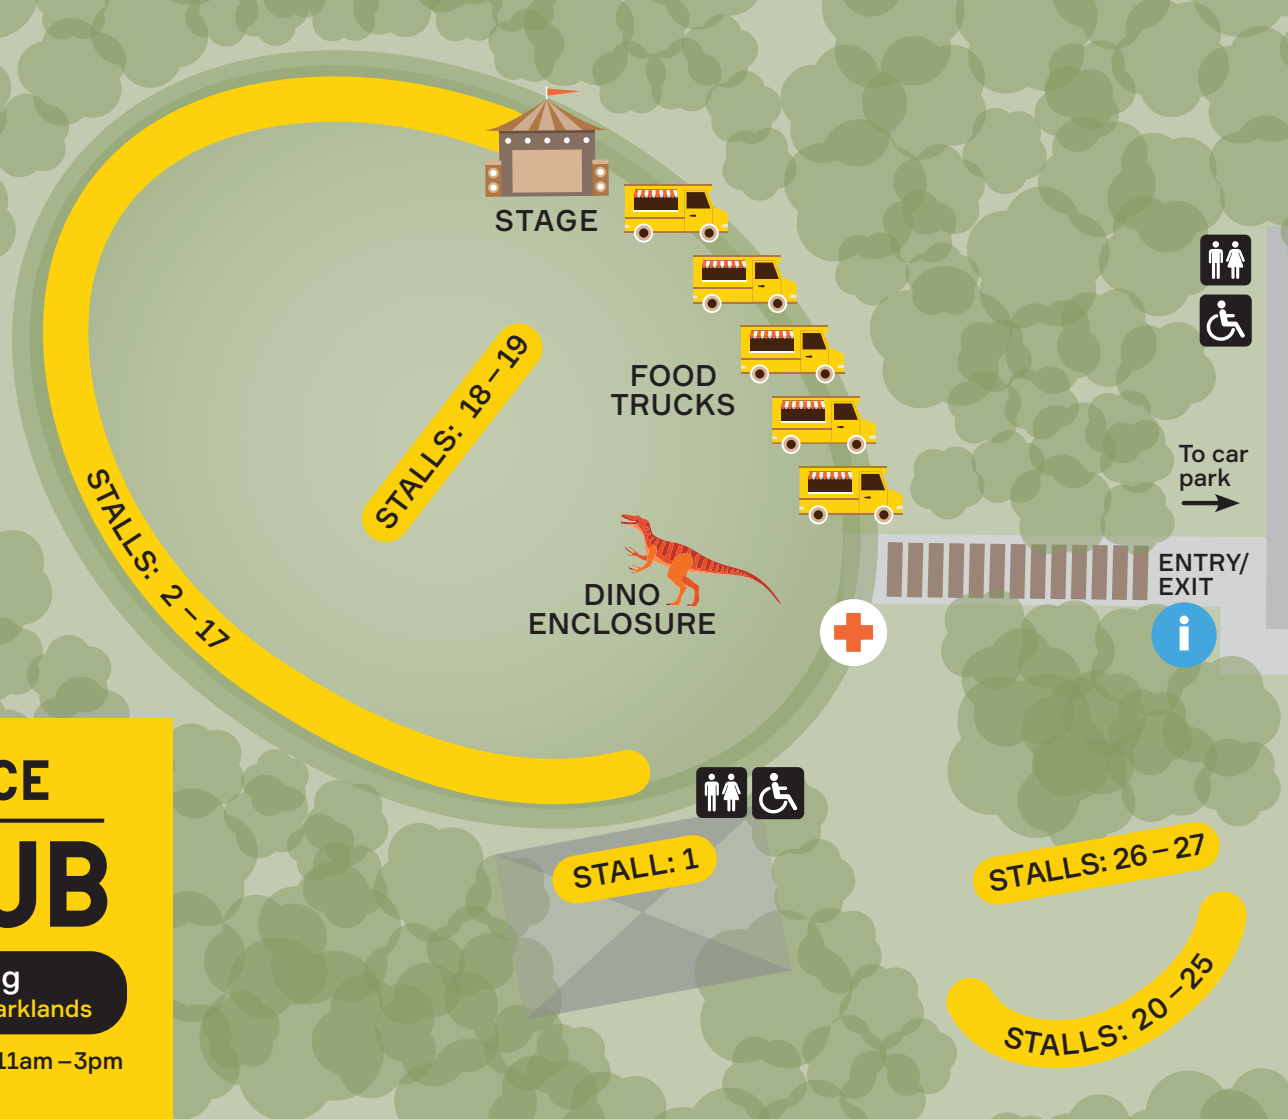 STAGE
FOOD
TRUCKS
STALLS: 18 – 19
To car
park
STALLS: 2 – 17
ENTRY/
EXIT
i
DINO
ENCLOSURE
STALL: 1
STALLS: 26 – 27
STALLS: 20 – 25
CE
UB
g
arklands
11am – 3pm